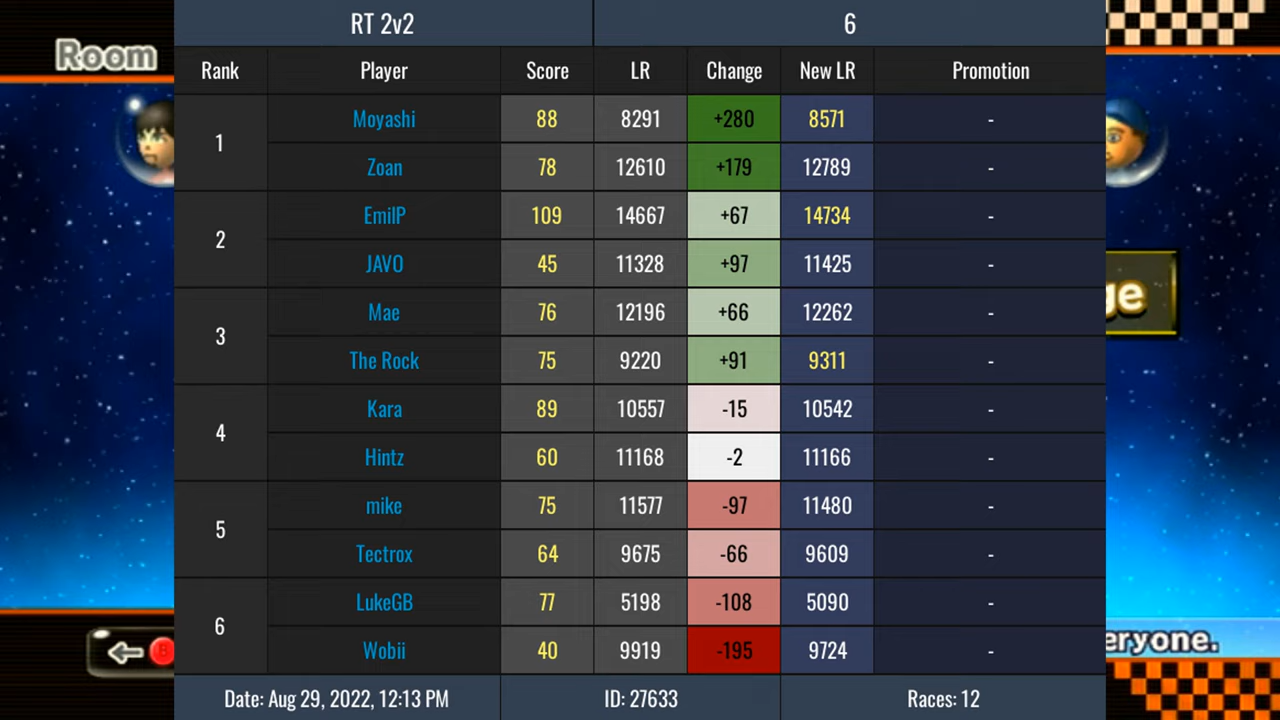 RT 2v2 6
Room
Rank Player Score LR Change New LR Promotion
1
Moyashi 88 8291 +280 8571 -
Zoan 78 12610 +179 12789 -
2
EmilP 109 14667 +67 14734 -
JAVO 45 11328 +97 11425 -
ge
3
Mae 76 12196 +66 12262 -
The Rock 75 9220 +91 9311 -
4
Kara 89 10557 -15 10542 -
Hintz 60 11168 -2 11166 -
5
mike 75 11577 -97 11480 -
Tectrox 64 9675 -66 9609 -
6
LukeGB 77 5198 -108 5090 -
Wobii 40 9919 -195 9724 -
B
eryone.
Date: Aug 29, 2022, 12:13 PM ID: 27633 Races: 12